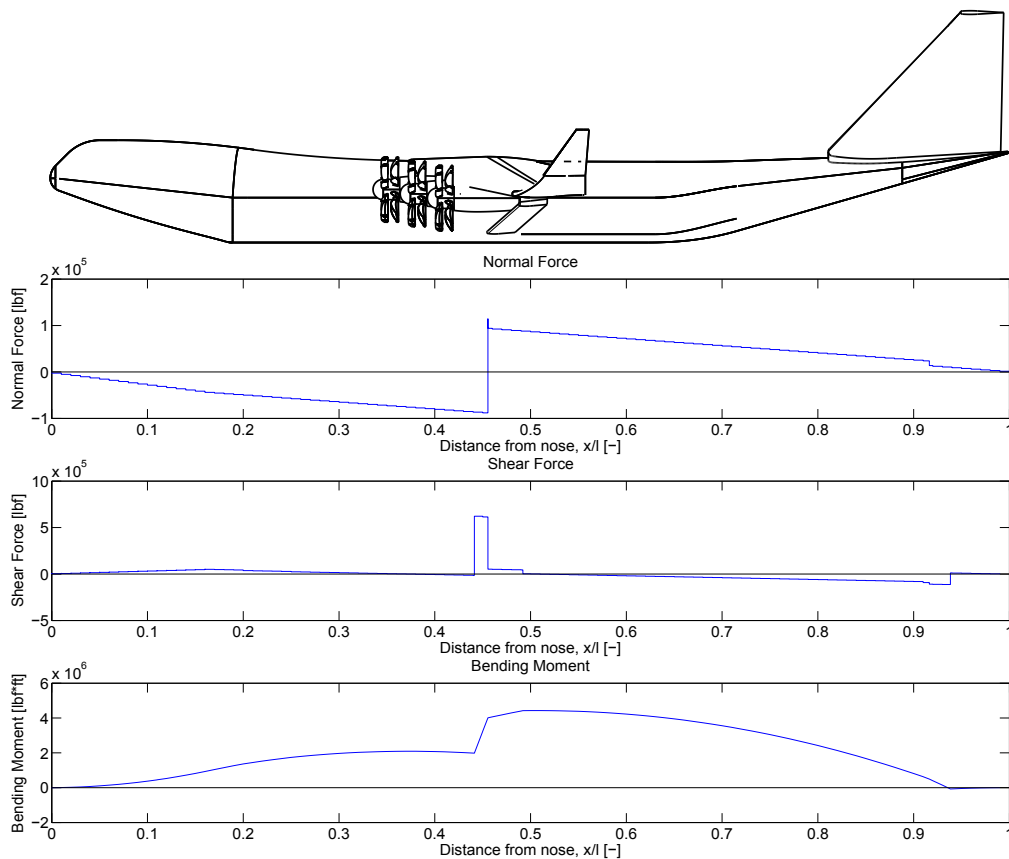 Normal Force
x 10^5
Normal Force [lbf]
2
1
0
−1
0 0.1 0.2 0.3 0.4 0.5 0.6 0.7 0.8 0.9 1
Distance from nose, x/l [−]
Shear Force
x 10^5
Shear Force [lbf]
10
5
0
−5
0 0.1 0.2 0.3 0.4 0.5 0.6 0.7 0.8 0.9 1
Distance from nose, x/l [−]
Bending Moment
x 10^6
Bending Moment [lbf*ft]
6
4
2
0
−2
0 0.1 0.2 0.3 0.4 0.5 0.6 0.7 0.8 0.9 1
Distance from nose, x/l [−]